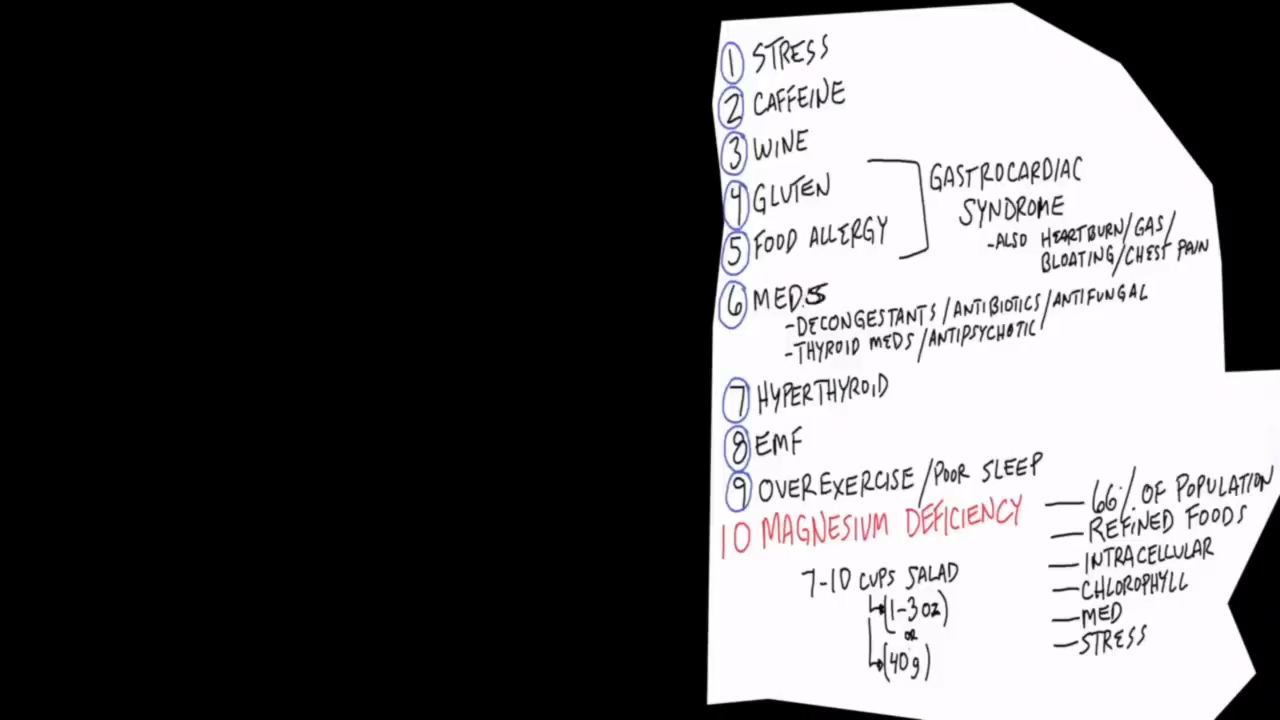 1 STRESS
2 CAFFEINE
3 WINE
4 GLUTEN
5 FOOD ALLERGY
GASTROCARDIAC
SYNDROME
-ALSO HEARTBURN/GAS/
BLOATING/CHEST PAIN
6 MEDS
-DECONGESTANTS/ANTIBIOTICS/ANTIFUNGAL
-THYROID MEDS/ANTIPSYCHOTIC/
7 HYPERTHYROID
8 EMF
9 OVEREXERCISE/POOR SLEEP
10 MAGNESIUM DEFICIENCY
— 66% OF POPULATION
— REFINED FOODS
— INTRACELLULAR
— CHLOROPHYLL
— MED
— STRESS
7-10 CUPS SALAD
(1-3 oz)
OR
(40g)